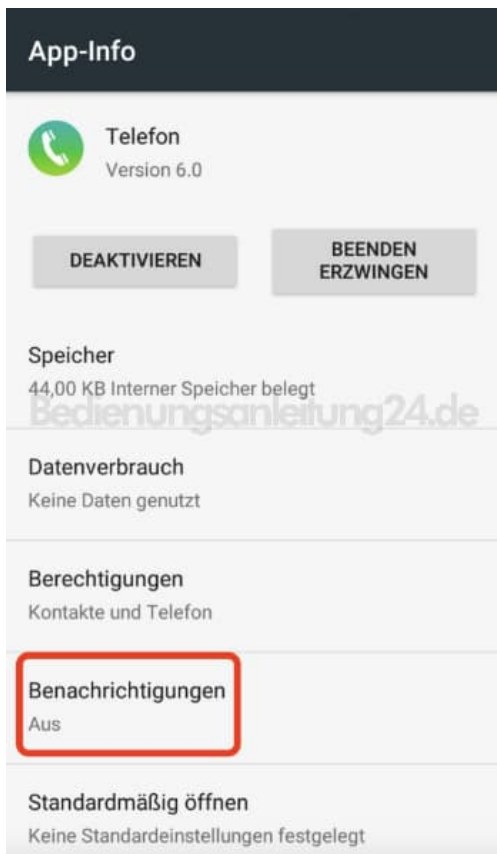 App-Info
Telefon
Version 6.0
DEAKTIVIEREN
BEENDEN
ERZWINGEN
Speicher
44,00 KB Interner Speicher belegt
Bedienungsanleitung24.de
Datenverbrauch
Keine Daten genutzt
Berechtigungen
Kontakte und Telefon
Benachrichtigungen
Aus
Standardmäßig öffnen
Keine Standardeinstellungen festgelegt